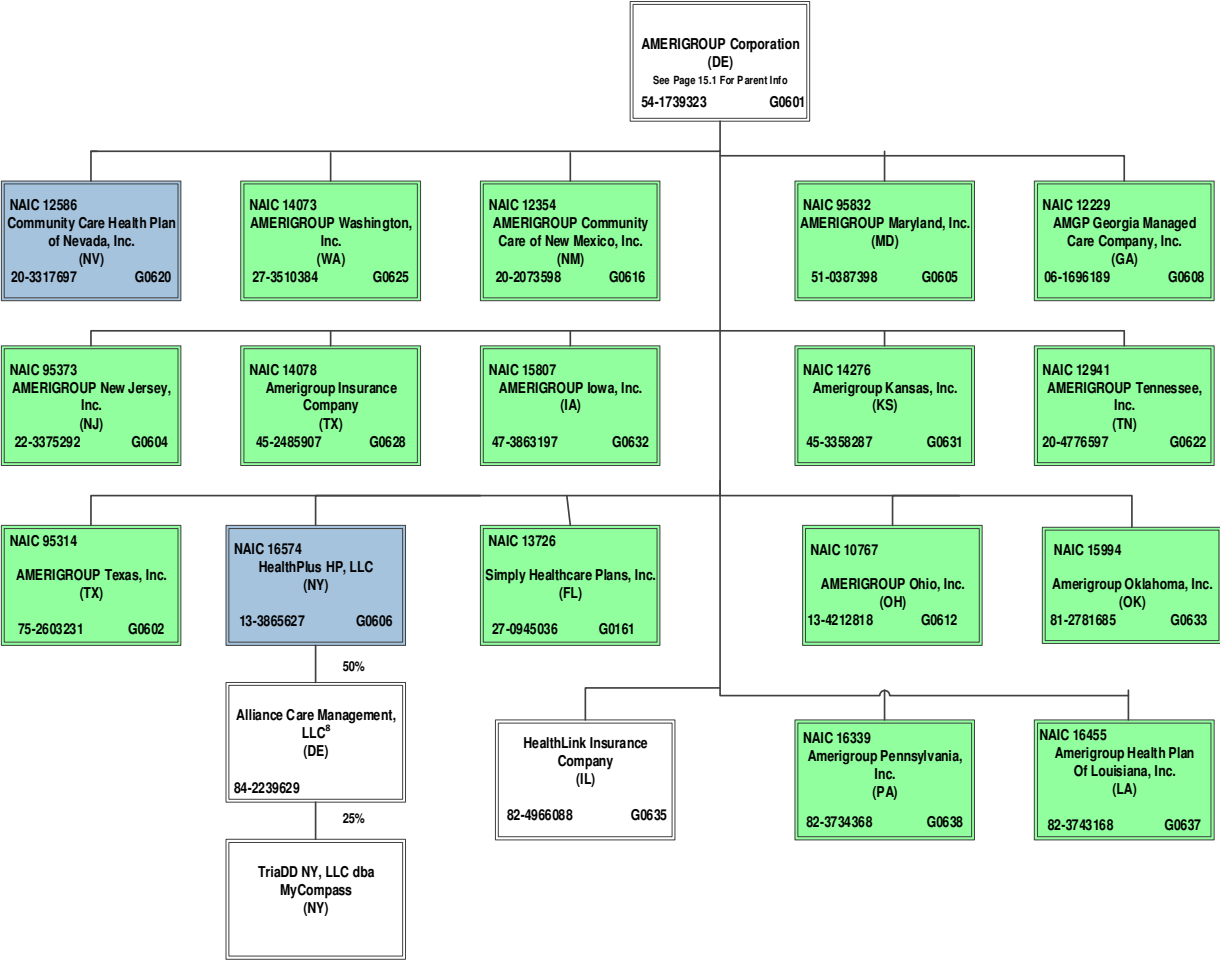 AMERIGROUP Corporation
(DE)
See Page 15.1 For Parent Info
54-1739323 G0601
NAIC 12586
Community Care Health Plan
of Nevada, Inc.
(NV)
20-3317697 G0620
NAIC 14073
AMERIGROUP Washington,
Inc.
(WA)
27-3510384 G0625
NAIC 12354
AMERIGROUP Community
Care of New Mexico, Inc.
(NM)
20-2073598 G0616
NAIC 95832
AMERIGROUP Maryland, Inc.
(MD)
51-0387398 G0605
NAIC 12229
AMGP Georgia Managed
Care Company, Inc.
(GA)
06-1696189 G0608
NAIC 95373
AMERIGROUP New Jersey,
Inc.
(NJ)
22-3375292 G0604
NAIC 14078
Amerigroup Insurance
Company
(TX)
45-2485907 G0628
NAIC 15807
AMERIGROUP Iowa, Inc.
(IA)
47-3863197 G0632
NAIC 14276
Amerigroup Kansas, Inc.
(KS)
45-3358287 G0631
NAIC 12941
AMERIGROUP Tennessee,
Inc.
(TN)
20-4776597 G0622
NAIC 95314
AMERIGROUP Texas, Inc.
(TX)
75-2603231 G0602
NAIC 16574
HealthPlus HP, LLC
(NY)
13-3865627 G0606
NAIC 13726
Simply Healthcare Plans, Inc.
(FL)
27-0945036 G0161
NAIC 10767
AMERIGROUP Ohio, Inc.
(OH)
13-4212818 G0612
NAIC 15994
Amerigroup Oklahoma, Inc.
(OK)
81-2781685 G0633
50%
Alliance Care Management,
LLC⁸
(DE)
84-2239629
HealthLink Insurance
Company
(IL)
82-4966088 G0635
NAIC 16339
Amerigroup Pennsylvania,
Inc.
(PA)
82-3734368 G0638
NAIC 16455
Amerigroup Health Plan
Of Louisiana, Inc.
(LA)
82-3743168 G0637
25%
TriaDD NY, LLC dba
MyCompass
(NY)